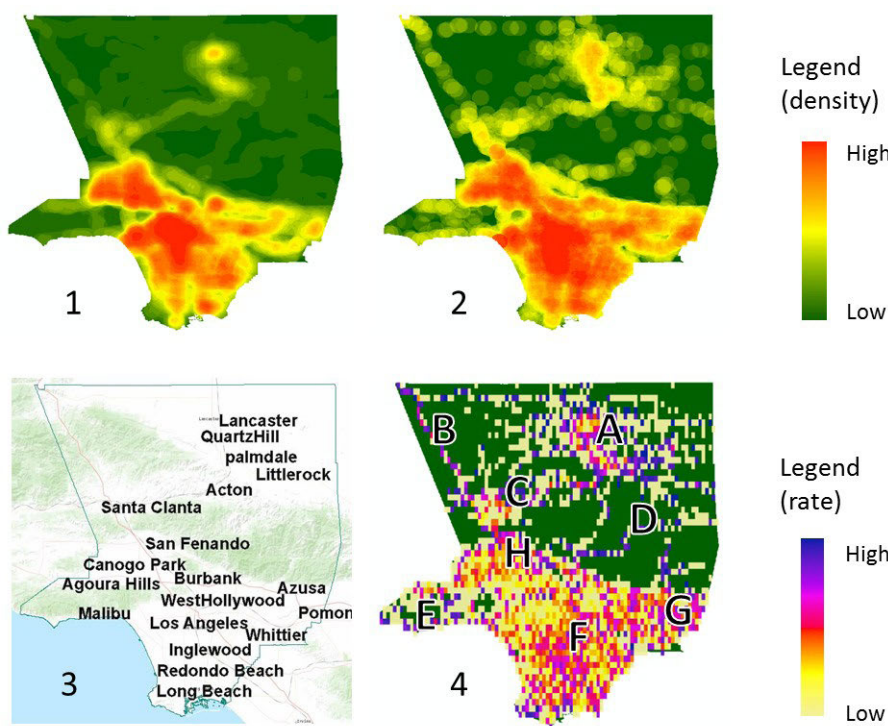 Legend
(density)
High
Low
1
2
Lancaster
QuartzHill
palmdale
Littlerock
Acton
Santa Clanta
San Fenando
Canogo Park
Agoura Hills
Burbank
Azusa
Malibu
WestHollywood
Pomon
Los Angeles
Whittier
Inglewood
Redondo Beach
Long Beach
3
B
A
C
D
H
E
F
G
4
Legend
(rate)
High
Low